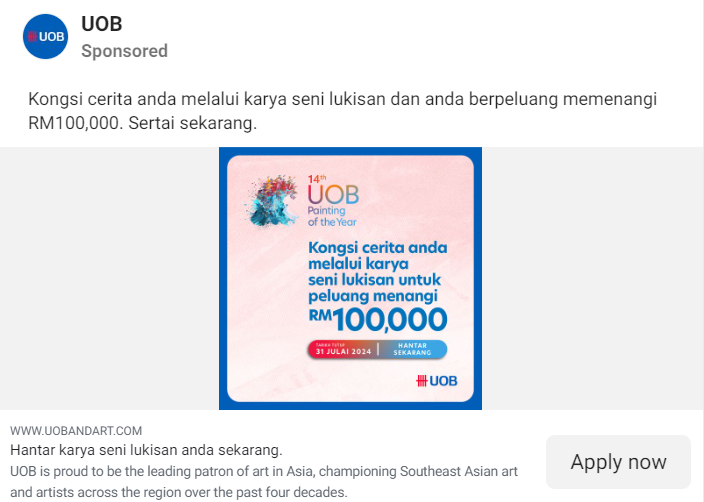 UOB
UOB
Sponsored
Kongsi cerita anda melalui karya seni lukisan dan anda berpeluang memenangi
RM100,000. Sertai sekarang.
14th
UOB
Painting
of the Year
Kongsi cerita anda
melalui karya
seni lukisan untuk
peluang menangi
RM100,000
TARIKH TUTUP
31 JULAI 2024 | HANTAR
SEKARANG
UOB
WWW.UOBANDART.COM
Hantar karya seni lukisan anda sekarang.
UOB is proud to be the leading patron of art in Asia, championing Southeast Asian art
and artists across the region over the past four decades.
Apply now